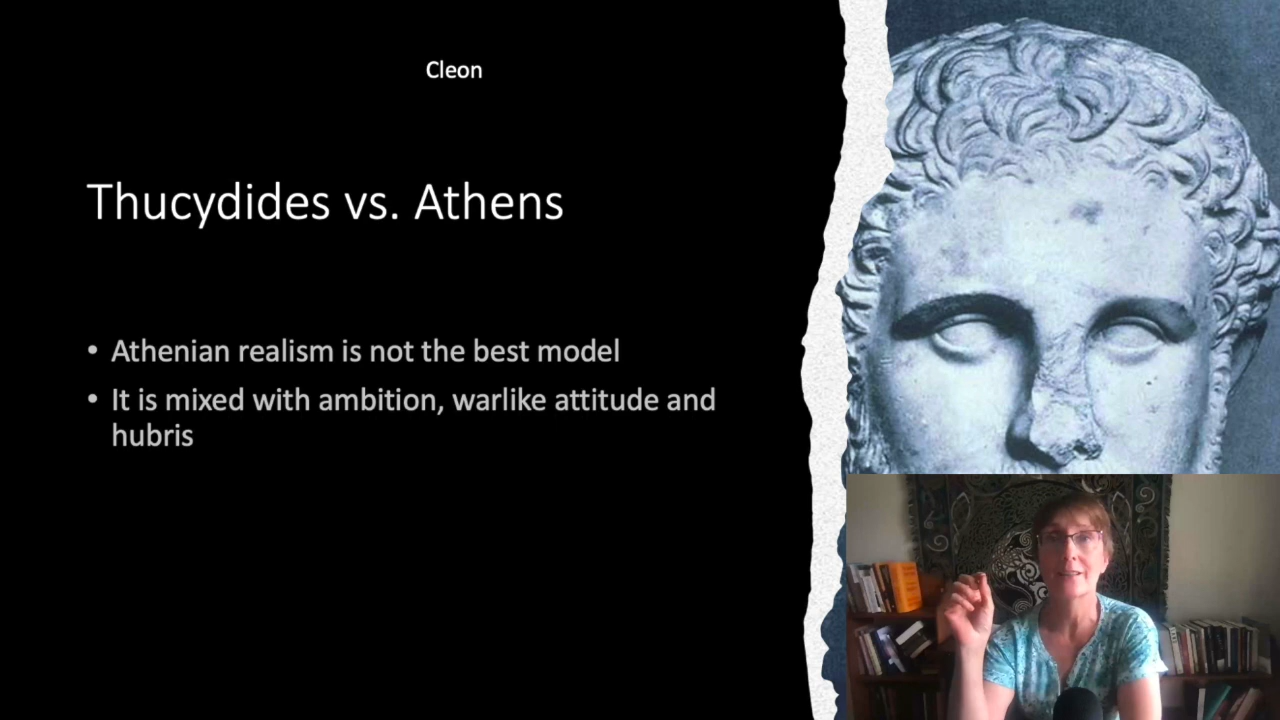 Cleon
Thucydides vs. Athens
• Athenian realism is not the best model
• It is mixed with ambition, warlike attitude and
hubris